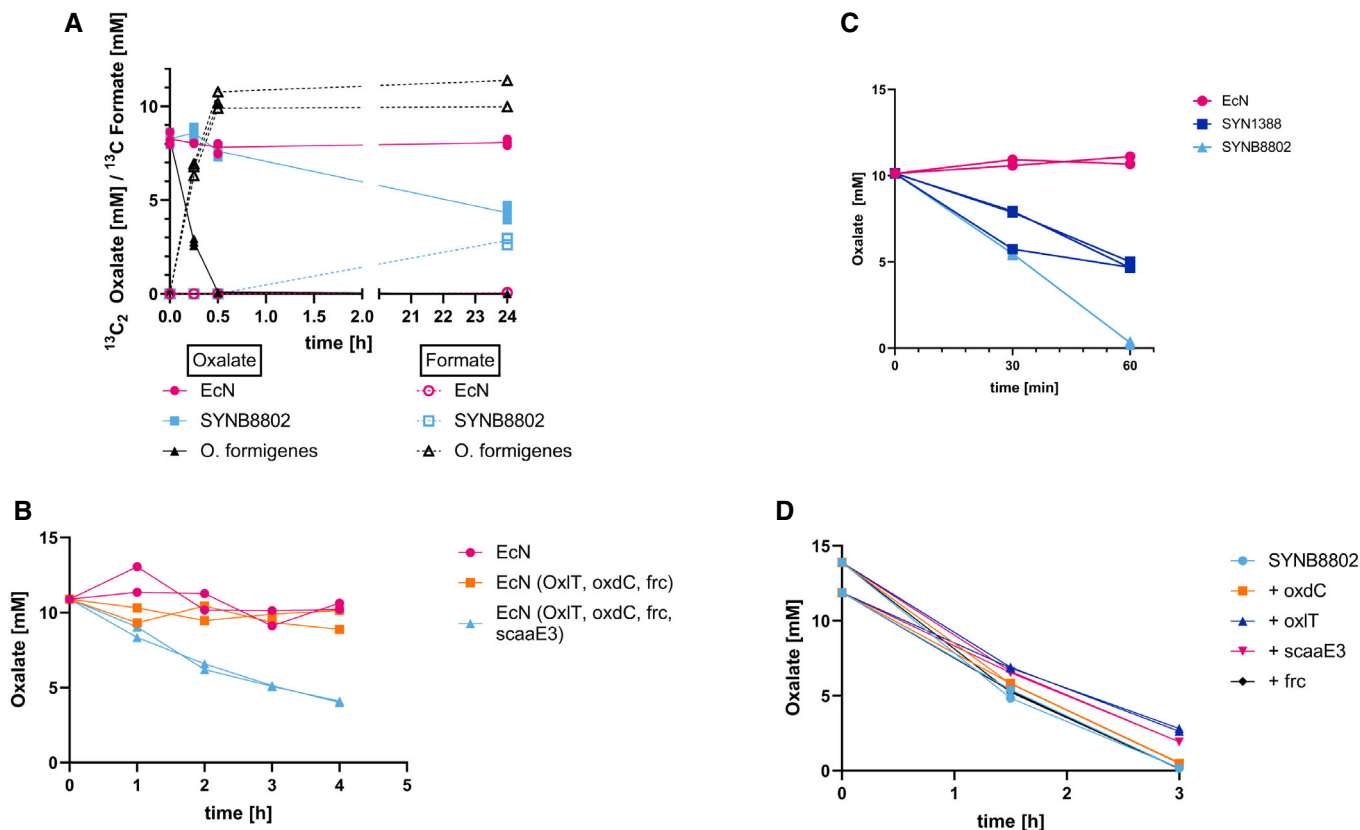 A
¹³C₂ Oxalate [mM] / ¹³C Formate [mM]
10
5
0
0.0 0.5 1.0 1.5 2.0 21 22 23 24
time [h]
Oxalate Formate
EcN EcN
SYNB8802 SYNB8802
O. formigenes O. formigenes
C
Oxalate [mM]
15
10
5
0
0 30 60
time [min]
EcN
SYN1388
SYNB8802
B
Oxalate [mM]
15
10
5
0
0 1 2 3 4 5
time [h]
EcN
EcN (OxlT, oxdC, frc)
EcN (OxlT, oxdC, frc,
scaaE3)
D
Oxalate [mM]
15
10
5
0
0 1 2 3
time [h]
SYNB8802
+ oxdC
+ oxlT
+ scaaE3
+ frc